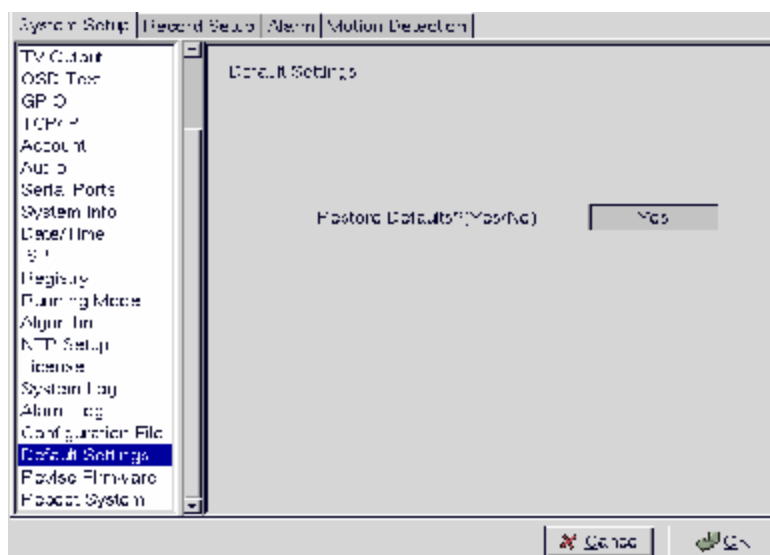 System Setup Record Setup Alarm Motion Detection
TV Output
OSD Text
GPIO
TCP/IP
Account
Audio
Serial Ports
System Info
Date/Time
Registry
Running Mode
Algorithm
NTP Setup
License
System Log
Alarm Log
Configuration File
Default Settings
Revise Firmware
Reboot System
Default Settings
Restore Defaults?(Yes/No) Yes
Cancel OK